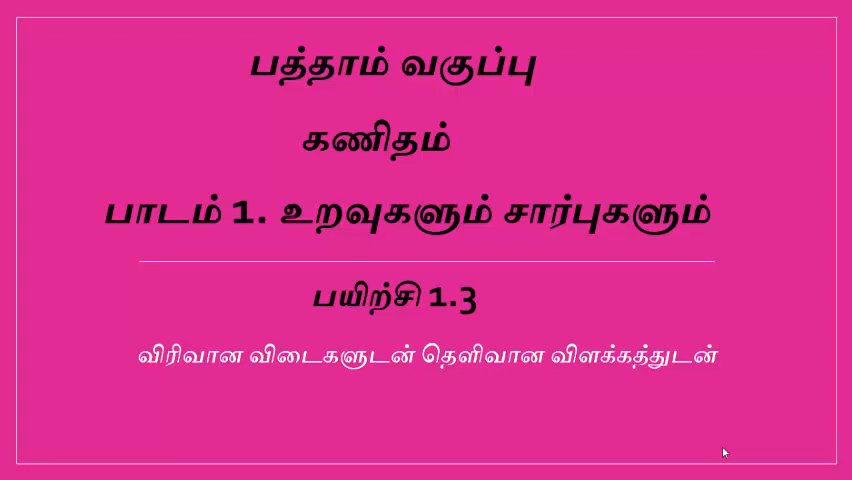 பத்தாம் வகுப்பு
கணிதம்
பாடம் 1. உறவுகளும் சார்புகளும்
பயிற்சி 1.3
விரிவான விடைகளுடன் தெளிவான விளக்கத்துடன்